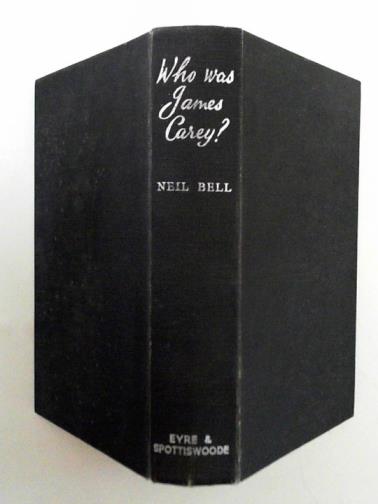 Who was
James
Carey?
NEIL BELL
EYRE &
SPOTTISWOODE